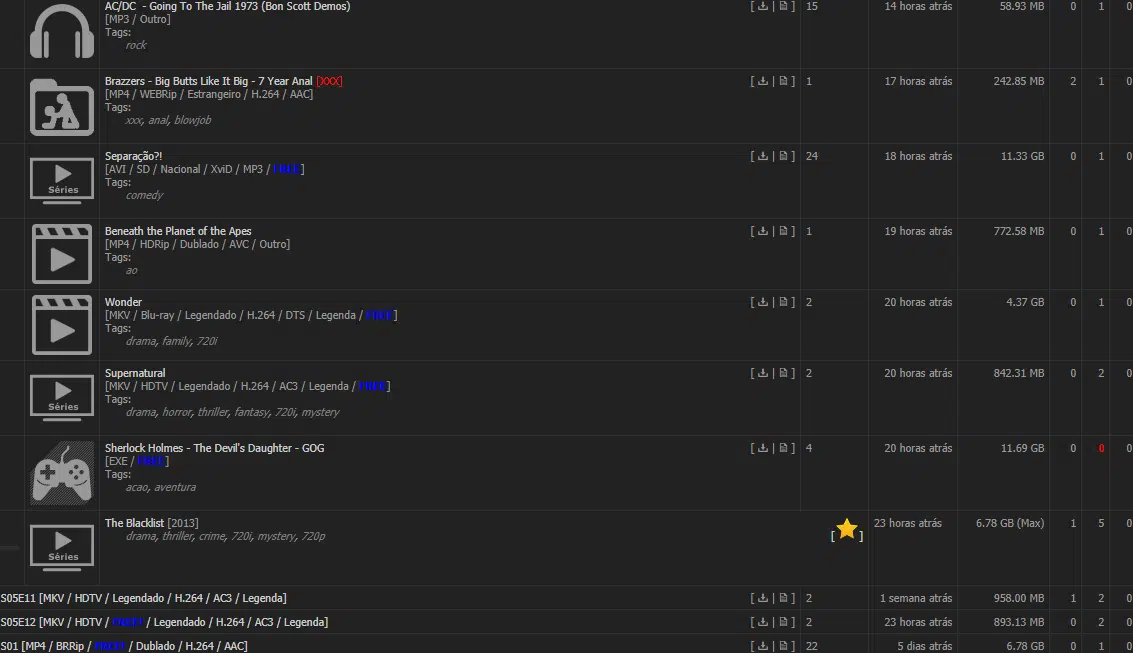 AC/DC - Going To The Jail 1973 (Bon Scott Demos) [ | ] 15 14 horas atrás 58.93 MB 0 1 0
[MP3 / Outro]
Tags:
rock
Brazzers - Big Butts Like It Big - 7 Year Anal [XXX] [ | ] 1 17 horas atrás 242.85 MB 2 1 0
[MP4 / WEBRip / Estrangeiro / H.264 / AAC]
Tags:
xxx, anal, blowjob
Separação?! [ | ] 24 18 horas atrás 11.33 GB 0 1 0
[AVI / SD / Nacional / XviD / MP3 / FREE!]
Séries
Tags:
comedy
Beneath the Planet of the Apes [ | ] 1 19 horas atrás 772.58 MB 0 1 0
[MP4 / HDRip / Dublado / AVC / Outro]
Tags:
ao
Wonder [ | ] 2 20 horas atrás 4.37 GB 0 1 0
[MKV / Blu-ray / Legendado / H.264 / DTS / Legenda / FREE!]
Tags:
drama, family, 720i
Supernatural [ | ] 2 20 horas atrás 842.31 MB 0 2 0
[MKV / HDTV / Legendado / H.264 / AC3 / Legenda / FREE!]
Séries
Tags:
drama, horror, thriller, fantasy, 720i, mystery
Sherlock Holmes - The Devil's Daughter - GOG [ | ] 4 20 horas atrás 11.69 GB 0 0 0
[EXE / FREE!]
Tags:
acao, aventura
The Blacklist [2013] [ ] 23 horas atrás 6.78 GB (Max) 1 5 0
drama, thriller, crime, 720i, mystery, 720p
Séries
S05E11 [MKV / HDTV / Legendado / H.264 / AC3 / Legenda] [ | ] 2 1 semana atrás 958.00 MB 1 2 0
S05E12 [MKV / HDTV / FREE! / Legendado / H.264 / AC3 / Legenda] [ | ] 2 23 horas atrás 893.13 MB 0 2 0
S01 [MP4 / BRRip / FREE! / Dublado / H.264 / AAC] [ | ] 22 5 dias atrás 6.78 GB 0 1 0